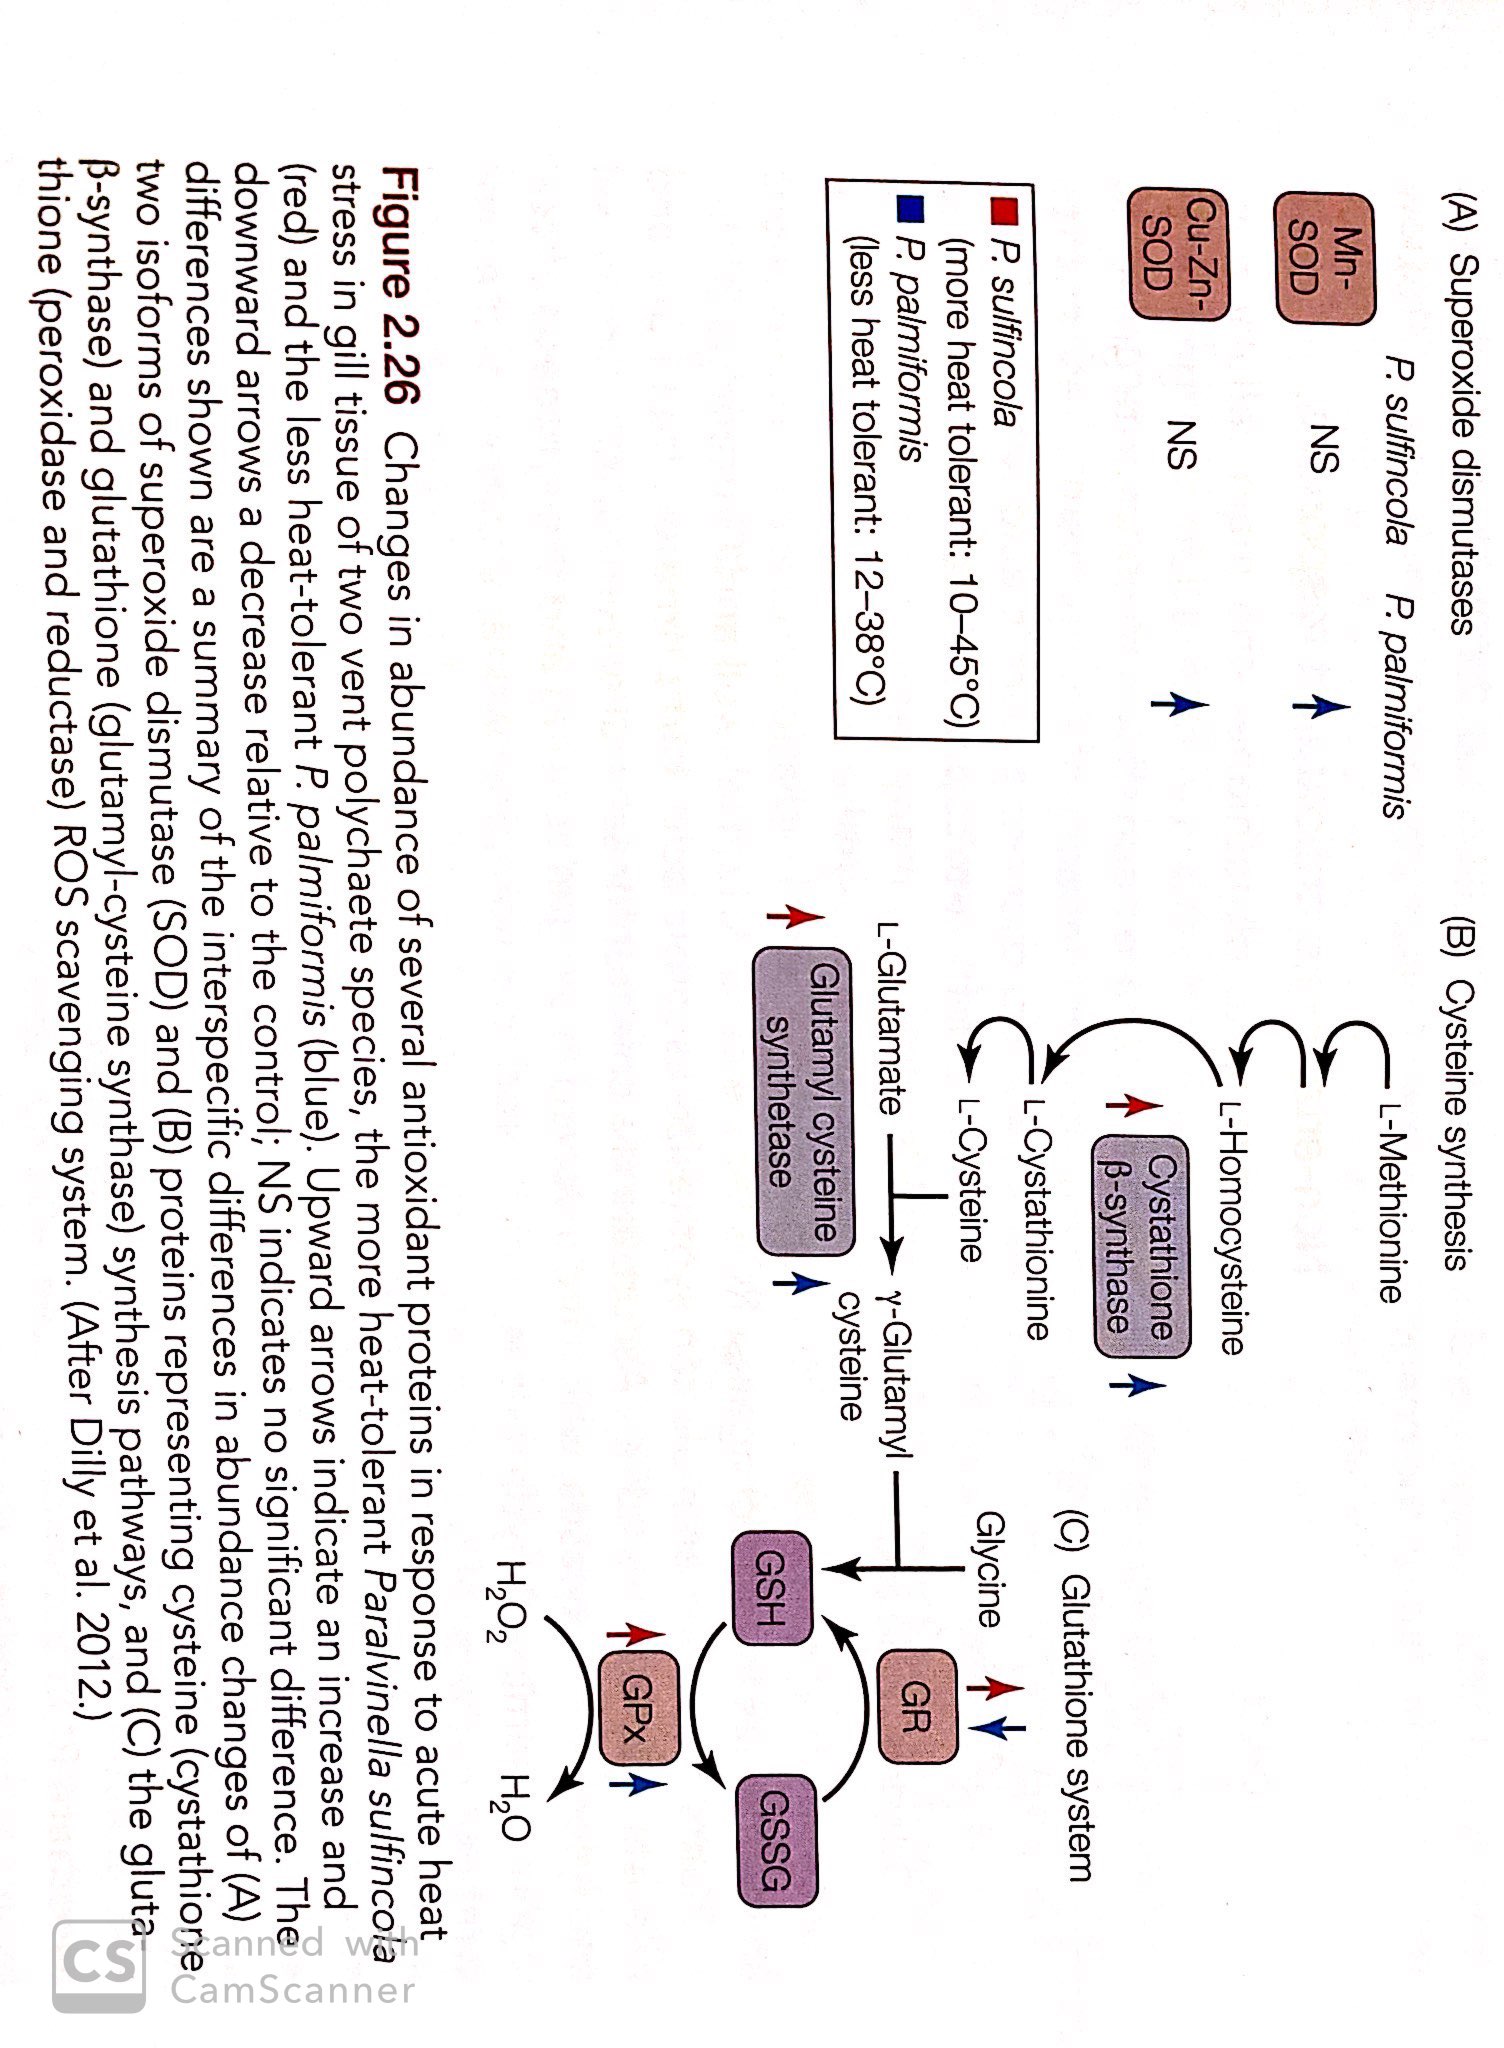 (A) Superoxide dismutases
P. sulfincola P. palmiformis
Mn-
SOD
NS
Cu-Zn-
SOD
NS
P. sulfincola
(more heat tolerant: 10–45°C)
P. palmiformis
(less heat tolerant: 12–38°C)
(B) Cysteine synthesis
L-Methionine
L-Homocysteine
Cystathione
β-synthase
L-Cystathionine
L-Cysteine
L-Glutamate
γ-Glutamyl
cysteine
Glutamyl cysteine
synthetase
(C) Glutathione system
Glycine
GR
GSH
GSSG
GPx
H₂O₂
H₂O
Figure 2.26 Changes in abundance of several antioxidant proteins in response to acute heat
stress in gill tissue of two vent polychaete species, the more heat-tolerant Paralvinella sulfincola
(red) and the less heat-tolerant P. palmiformis (blue). Upward arrows indicate an increase and
downward arrows a decrease relative to the control; NS indicates no significant difference. The
differences shown are a summary of the interspecific differences in abundance changes of (A)
two isoforms of superoxide dismutase (SOD) and (B) proteins representing cysteine (cystathione
β-synthase) and glutathione (glutamyl-cysteine synthase) synthesis pathways, and (C) the gluta
thione (peroxidase and reductase) ROS scavenging system. (After Dilly et al. 2012.)
CS
Scanned with
CamScanner